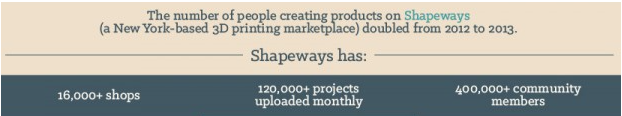 The number of people creating products on Shapeways
(a New York-based 3D printing marketplace) doubled from 2012 to 2013.
Shapeways has:
16,000+ shops
120,000+ projects
uploaded monthly
400,000+ community
members